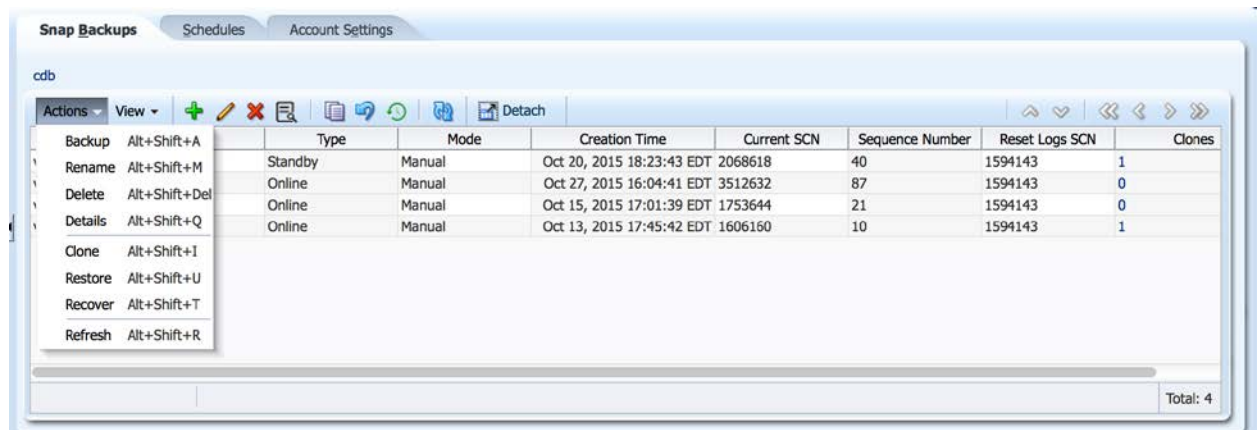 Snap Backups Schedules Account Settings
cdb
Actions View Detach
Type Mode Creation Time Current SCN Sequence Number Reset Logs SCN Clones
Standby Manual Oct 20, 2015 18:23:43 EDT 2068618 40 1594143 1
Online Manual Oct 27, 2015 16:04:41 EDT 3512632 87 1594143 0
Online Manual Oct 15, 2015 17:01:39 EDT 1753644 21 1594143 0
Online Manual Oct 13, 2015 17:45:42 EDT 1606160 10 1594143 1
Backup Alt+Shift+A
Rename Alt+Shift+M
Delete Alt+Shift+Del
Details Alt+Shift+Q
Clone Alt+Shift+I
Restore Alt+Shift+U
Recover Alt+Shift+T
Refresh Alt+Shift+R
Total: 4